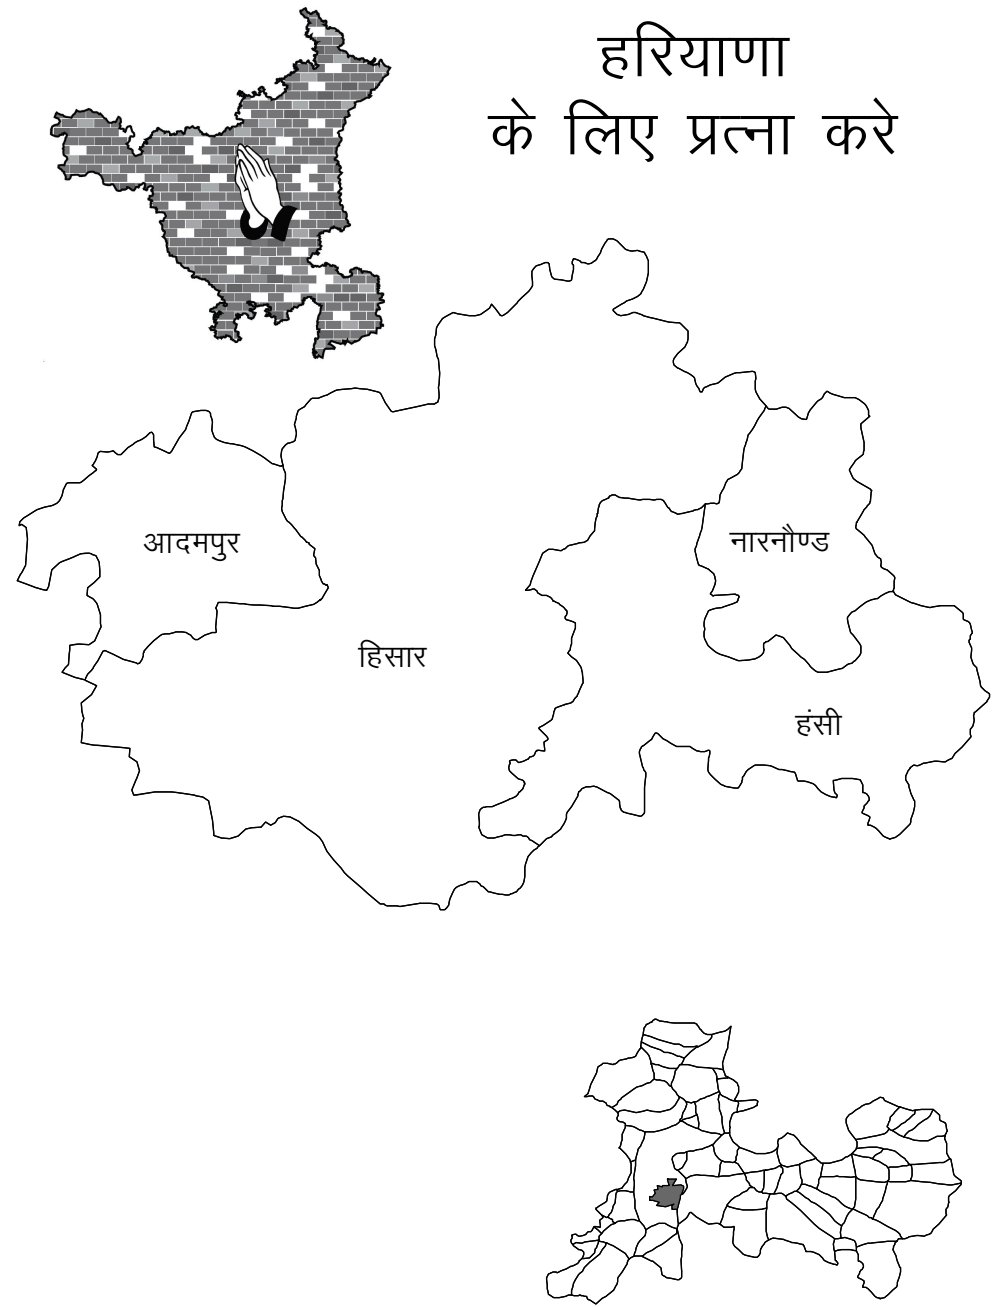 हरियाणा
के लिए प्रत्ना करे
आदमपुर
नारनौण्ड
हिसार
हंसी